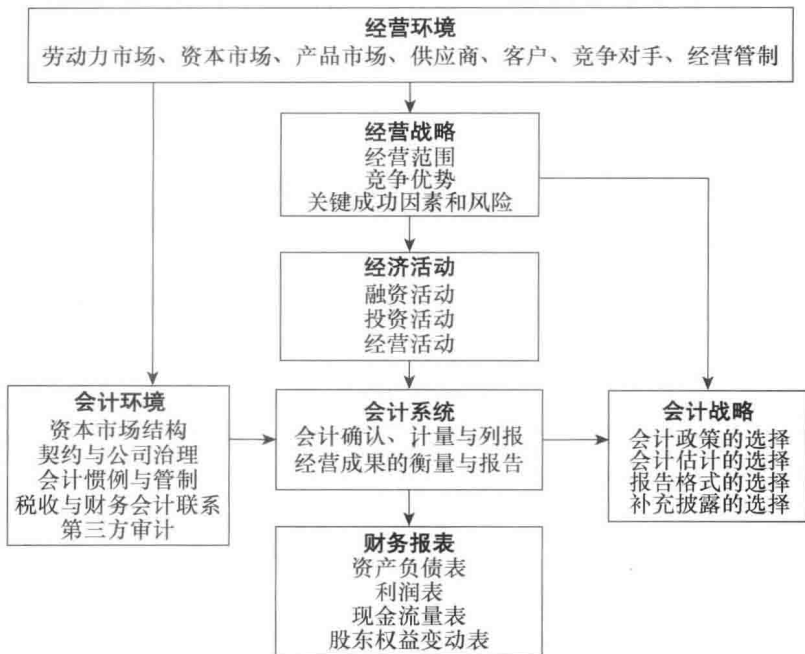 经营环境
劳动力市场、资本市场、产品市场、供应商、客户、竞争对手、经营管制
经营战略
经营范围
竞争优势
关键成功因素和风险
经济活动
融资活动
投资活动
经营活动
会计环境
资本市场结构
契约与公司治理
会计惯例与管制
税收与财务会计联系
第三方审计
会计系统
会计确认、计量与列报
经营成果的衡量与报告
会计战略
会计政策的选择
会计估计的选择
报告格式的选择
补充披露的选择
财务报表
资产负债表
利润表
现金流量表
股东权益变动表